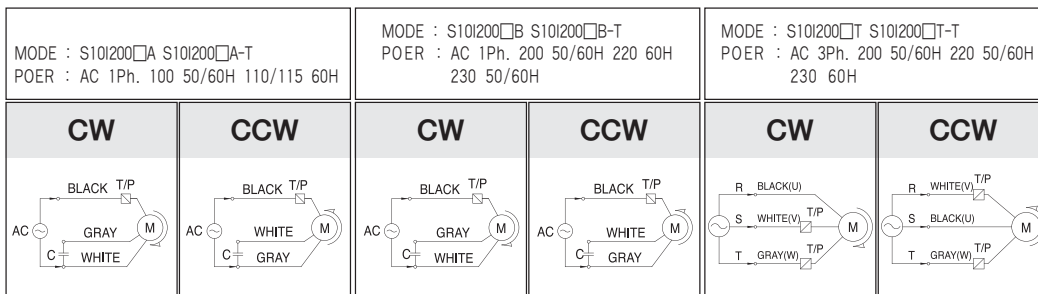 MODE : S10I200□A S10I200□A-T
POER : AC 1Ph. 100 50/60H 110/115 60H
MODE : S10I200□B S10I200□B-T
POER : AC 1Ph. 200 50/60H 220 60H
230 50/60H
MODE : S10I200□T S10I200□T-T
POER : AC 3Ph. 200 50/60H 220 50/60H
230 60H
CW
CCW
CW
CCW
CW
CCW
BLACK T/P
AC M
GRAY
C WHITE
BLACK T/P
AC M
WHITE
C GRAY
BLACK T/P
AC M
GRAY
C WHITE
BLACK T/P
AC M
WHITE
C GRAY
R BLACK(U)
S WHITE(V) T/P M
T GRAY(W) T/P
R WHITE(V) T/P
S BLACK(U) M
T GRAY(W) T/P